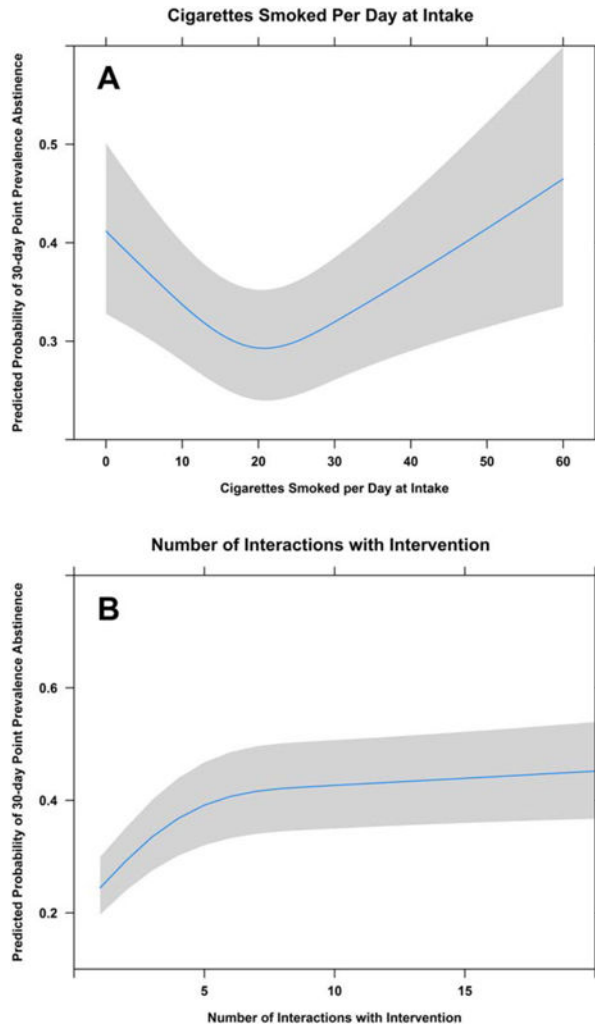 Cigarettes Smoked Per Day at Intake
A
Predicted Probability of 30-day Point Prevalence Abstinence
0.5
0.4
0.3
0 10 20 30 40 50 60
Cigarettes Smoked per Day at Intake
Number of Interactions with Intervention
B
Predicted Probability of 30-day Point Prevalence Abstinence
0.6
0.4
0.2
5 10 15
Number of Interactions with Intervention